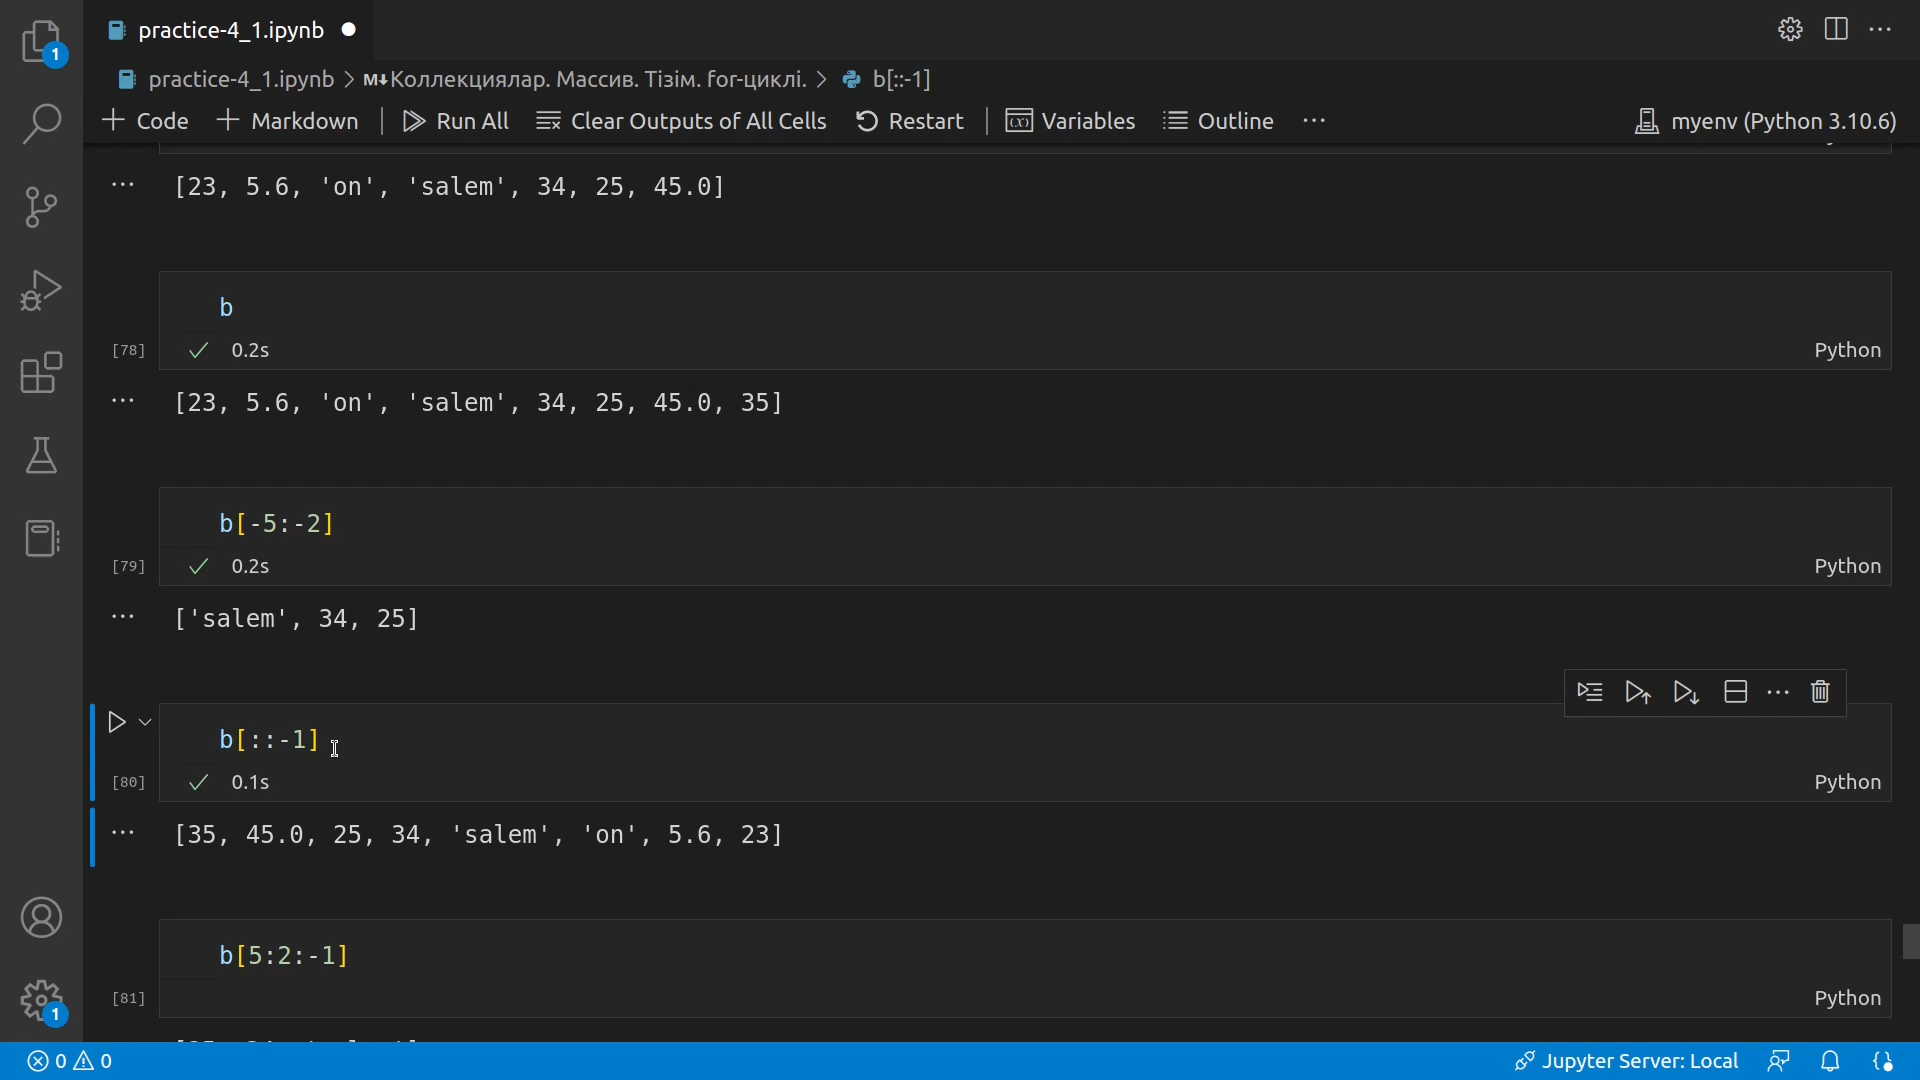 practice-4_1.ipynb
practice-4_1.ipynb > M↓Коллекциялар. Массив. Тізім. for-циклі. > b[::-1]
+ Code + Markdown Run All Clear Outputs of All Cells Restart Variables Outline ··· myenv (Python 3.10.6)
[23, 5.6, 'on', 'salem', 34, 25, 45.0]
b
[78] 0.2s Python
[23, 5.6, 'on', 'salem', 34, 25, 45.0, 35]
b[-5:-2]
[79] 0.2s Python
['salem', 34, 25]
b[::-1]
[80] 0.1s Python
[35, 45.0, 25, 34, 'salem', 'on', 5.6, 23]
b[5:2:-1]
[81] Python
0 0 Jupyter Server: Local
1
1